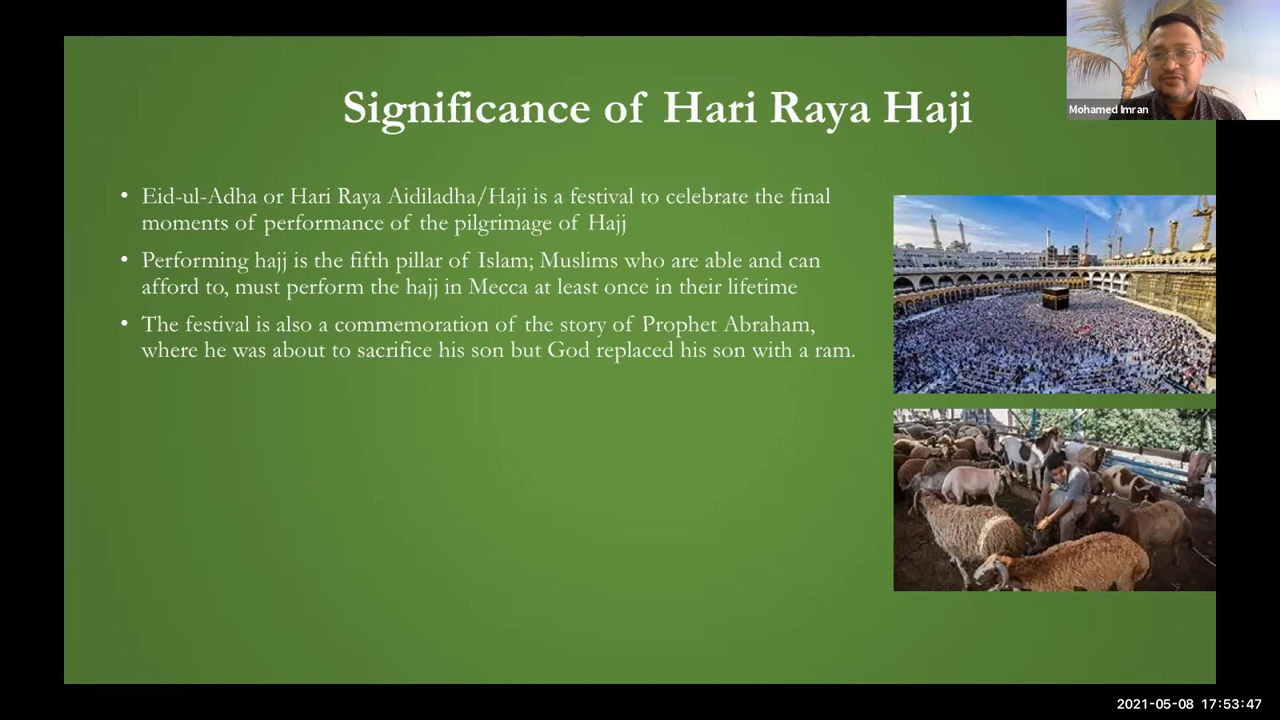 Significance of Hari Raya Haji
Mohamed Imran
• Eid-ul-Adha or Hari Raya Aidiladha/Haji is a festival to celebrate the final
moments of performance of the pilgrimage of Hajj
• Performing hajj is the fifth pillar of Islam; Muslims who are able and can
afford to, must perform the hajj in Mecca at least once in their lifetime
• The festival is also a commemoration of the story of Prophet Abraham,
where he was about to sacrifice his son but God replaced his son with a ram.
2021-05-08 17:53:47